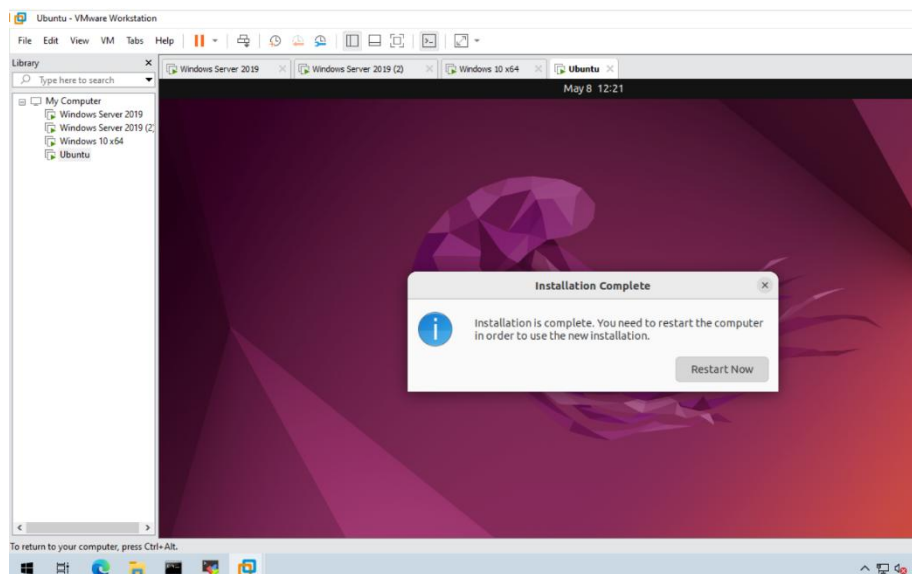 Ubuntu - VMware Workstation
File Edit View VM Tabs Help
Library
Type here to search
My Computer
Windows Server 2019
Windows Server 2019 (2)
Windows 10 x64
Ubuntu
Windows Server 2019
Windows Server 2019 (2)
Windows 10 x64
Ubuntu
May 8 12:21
Installation Complete
Installation is complete. You need to restart the computer
in order to use the new installation.
Restart Now
To return to your computer, press Ctrl+Alt.